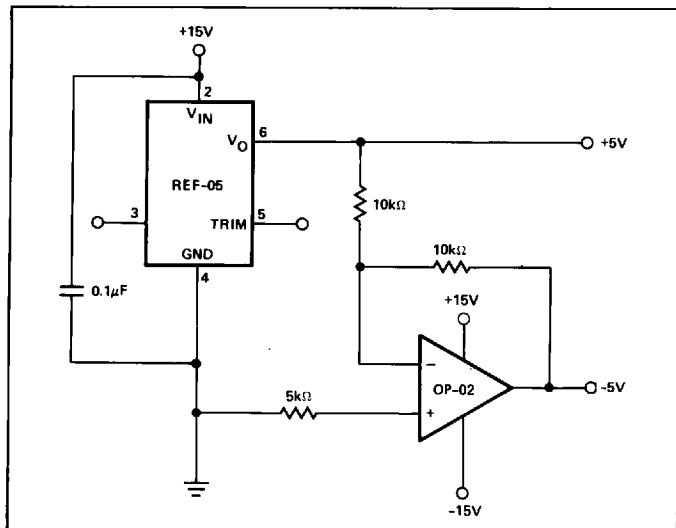 +15V
2
VIN
VO
6
+5V
REF-05
10kΩ
3
TRIM
5
10kΩ
GND
4
+15V
0.1μF
−
OP-02
-5V
5kΩ
+
-15V